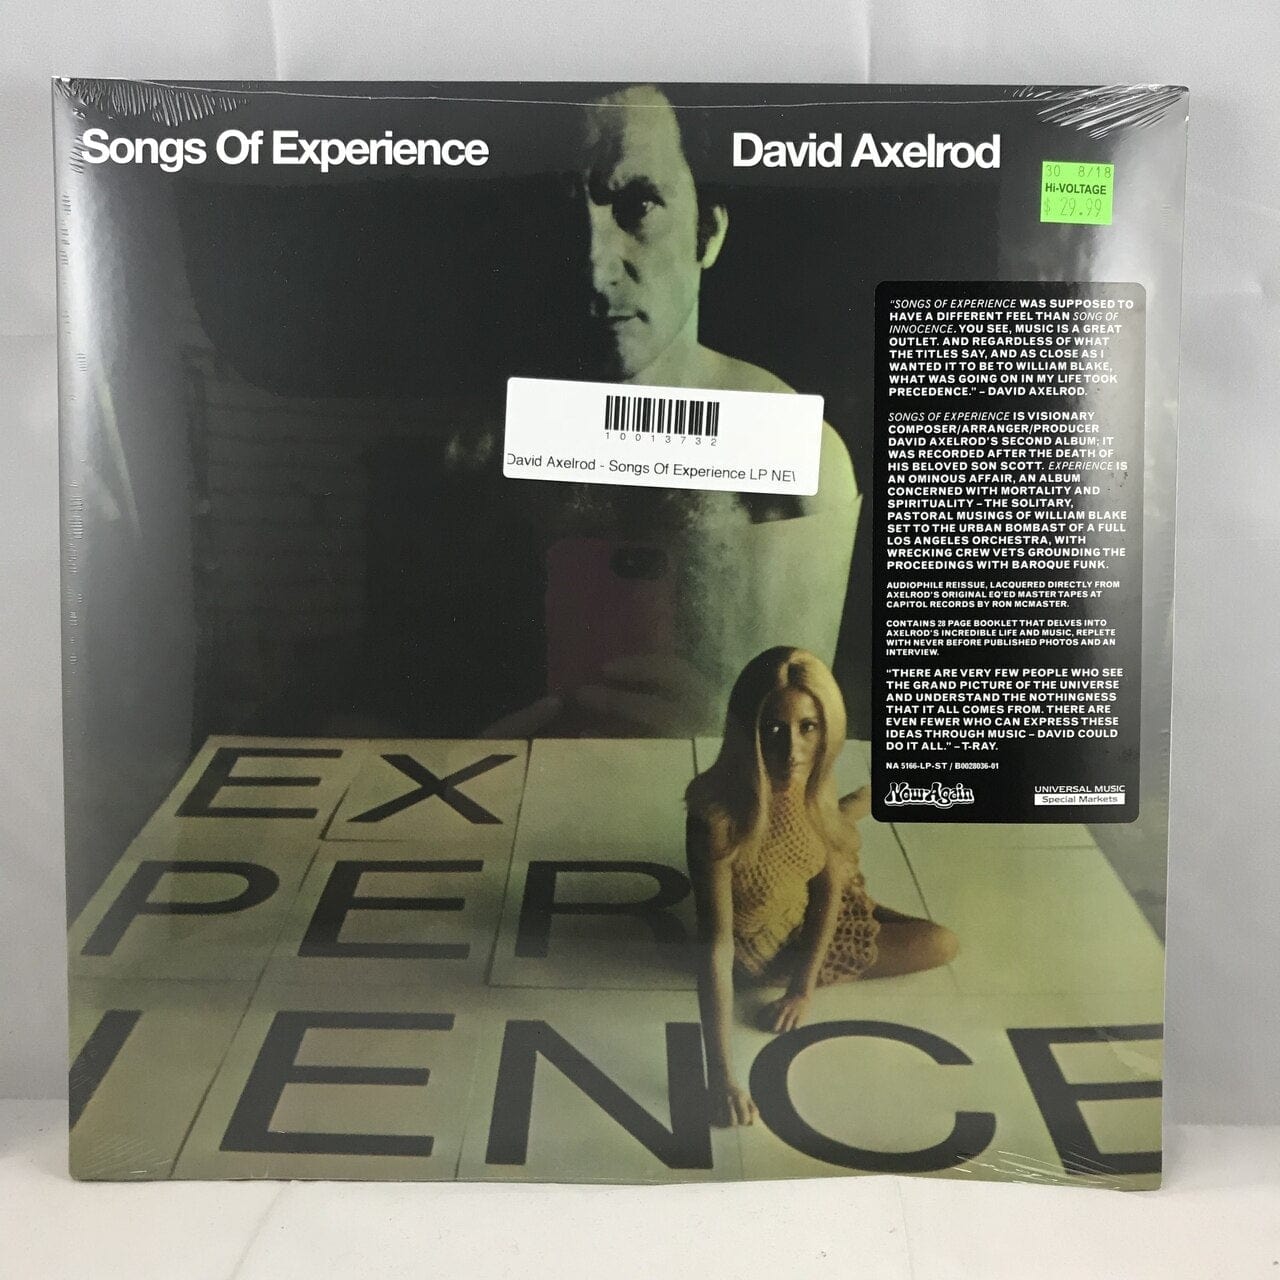 Songs Of Experience
David Axelrod
30 8/18
Hi-VOLTAGE
$ 29.99
"SONGS OF EXPERIENCE WAS SUPPOSED TO
HAVE A DIFFERENT FEEL THAN SONG OF
INNOCENCE. YOU SEE, MUSIC IS A GREAT
OUTLET. AND REGARDLESS OF WHAT
THE TITLES SAY, AND AS CLOSE AS I
WANTED IT TO BE TO WILLIAM BLAKE,
WHAT WAS GOING ON IN MY LIFE TOOK
PRECEDENCE." – DAVID AXELROD.
SONGS OF EXPERIENCE IS VISIONARY
COMPOSER/ARRANGER/PRODUCER
DAVID AXELROD'S SECOND ALBUM; IT
WAS RECORDED AFTER THE DEATH OF
HIS BELOVED SON SCOTT. EXPERIENCE IS
AN OMINOUS AFFAIR, AN ALBUM
CONCERNED WITH MORTALITY AND
SPIRITUALITY – THE SOLITARY,
PASTORAL MUSINGS OF WILLIAM BLAKE
SET TO THE URBAN BOMBAST OF A FULL
LOS ANGELES ORCHESTRA, WITH
WRECKING CREW VETS GROUNDING THE
PROCEEDINGS WITH BAROQUE FUNK.
AUDIOPHILE REISSUE, LACQUERED DIRECTLY FROM
AXELROD'S ORIGINAL EQ'ED MASTER TAPES AT
CAPITOL RECORDS BY RON MCMASTER.
CONTAINS 28 PAGE BOOKLET THAT DELVES INTO
AXELROD'S INCREDIBLE LIFE AND MUSIC, REPLETE
WITH NEVER BEFORE PUBLISHED PHOTOS AND AN
INTERVIEW.
"THERE ARE VERY FEW PEOPLE WHO SEE
THE GRAND PICTURE OF THE UNIVERSE
AND UNDERSTAND THE NOTHINGNESS
THAT IT ALL COMES FROM. THERE ARE
EVEN FEWER WHO CAN EXPRESS THESE
IDEAS THROUGH MUSIC – DAVID COULD
DO IT ALL." – T-RAY.
NA 5166-LP-ST / B0028036-01
Now-Again
UNIVERSAL MUSIC
Special Markets
10013732
David Axelrod - Songs Of Experience LP NEW
EX
PER
IENCE